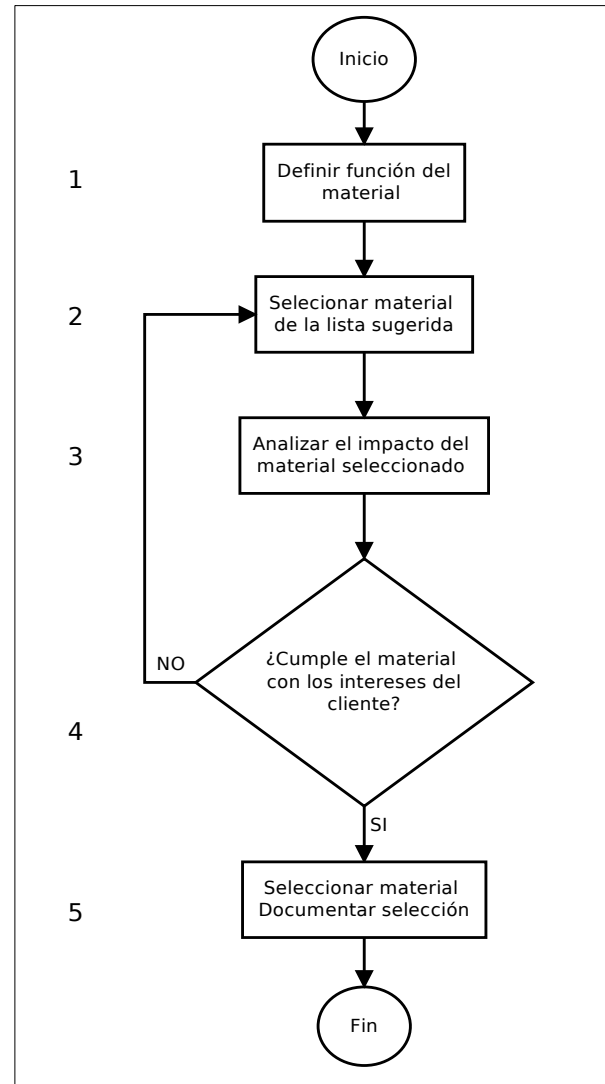 Inicio
1
Definir función del
material
2
Selecionar material
de la lista sugerida
3
Analizar el impacto del
material seleccionado
¿Cumple el material
con los intereses del
cliente?
NO
4
SI
Seleccionar material
Documentar selección
5
Fin